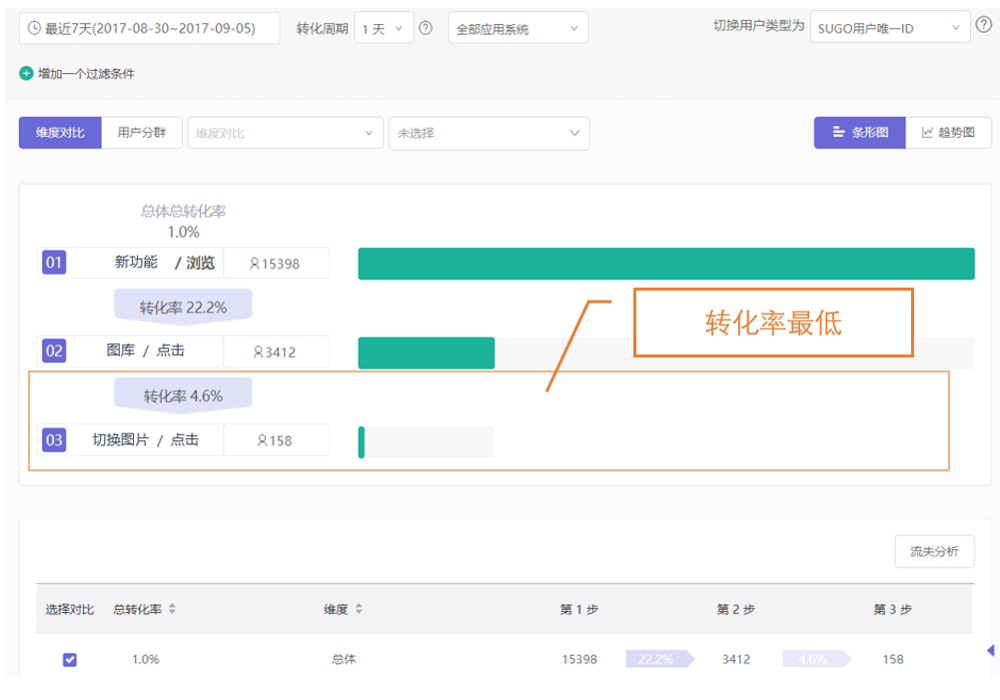 最近7天(2017-08-30~2017-09-05) 转化周期 1 天 ? 全部应用系统 切换用户类型为 SUGO用户唯一ID ?
增加一个过滤条件
维度对比 用户分群 维度对比 未选择 条形图 趋势图
总体总转化率
1.0%
01 新功能 / 浏览 15398
转化率 22.2%
转化率最低
02 图库 / 点击 3412
转化率 4.6%
03 切换图片 / 点击 158
流失分析
选择对比 总转化率 维度 第 1 步 第 2 步 第 3 步
1.0% 总体 15398 22.2% 3412 4.6% 158